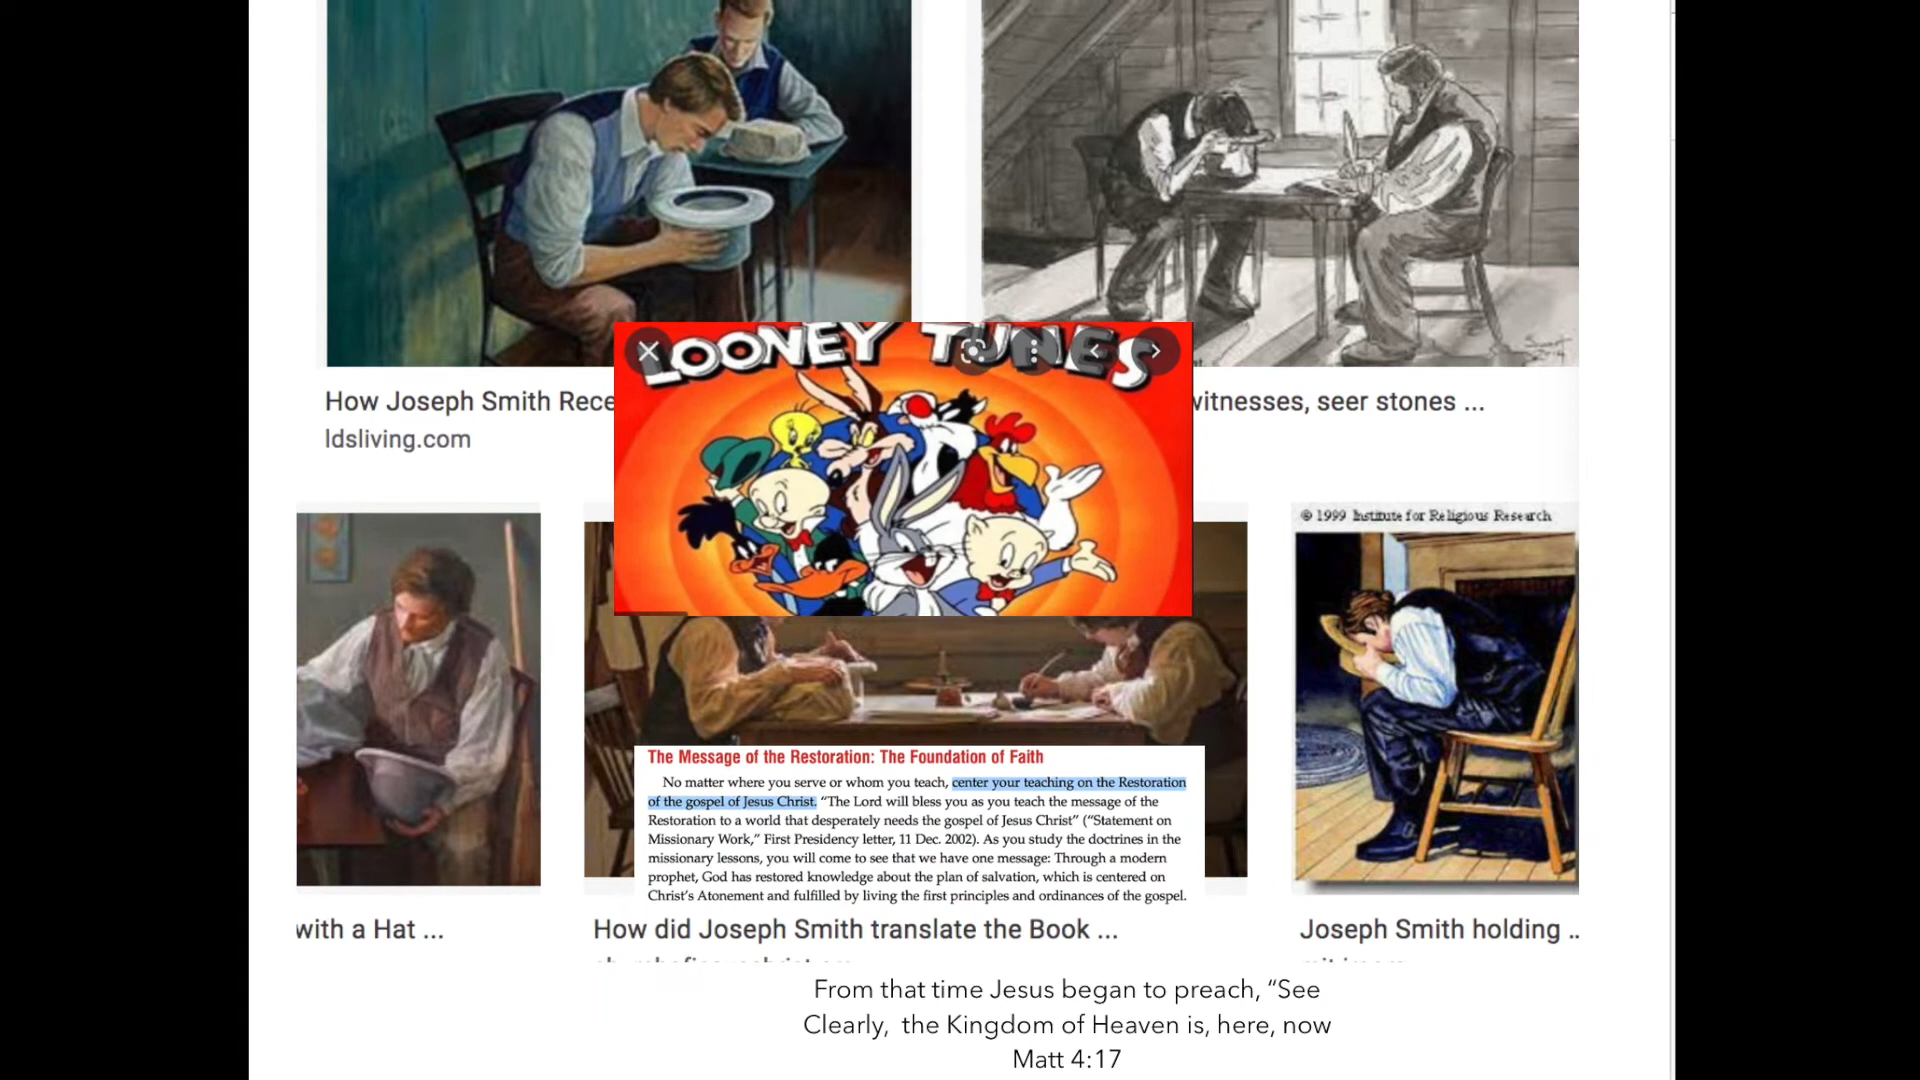 LOONEY TUNES
How Joseph Smith Rece
witnesses, seer stones ...
ldsliving.com
© 1999 Institute for Religious Research
The Message of the Restoration: The Foundation of Faith
No matter where you serve or whom you teach, center your teaching on the Restoration
of the gospel of Jesus Christ. “The Lord will bless you as you teach the message of the
Restoration to a world that desperately needs the gospel of Jesus Christ” (“Statement on
Missionary Work,” First Presidency letter, 11 Dec. 2002). As you study the doctrines in the
missionary lessons, you will come to see that we have one message: Through a modern
prophet, God has restored knowledge about the plan of salvation, which is centered on
Christ’s Atonement and fulfilled by living the first principles and ordinances of the gospel.
with a Hat ...
How did Joseph Smith translate the Book ...
Joseph Smith holding ..
From that time Jesus began to preach, “See
Clearly, the Kingdom of Heaven is, here, now
Matt 4:17